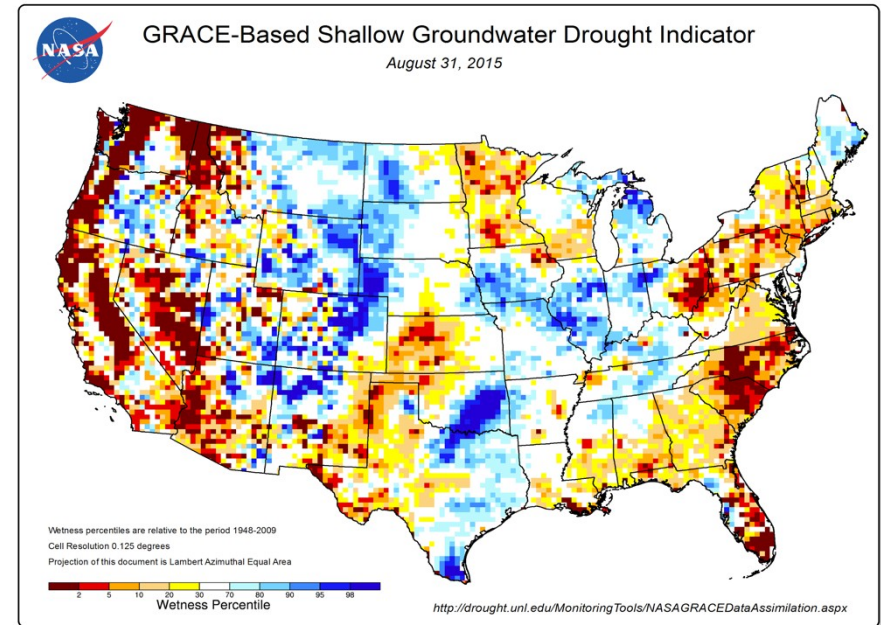 NASA
GRACE-Based Shallow Groundwater Drought Indicator
August 31, 2015
Wetness percentiles are relative to the period 1948-2009
Cell Resolution 0.125 degrees
Projection of this document is Lambert Azimuthal Equal Area
2 5 10 20 30 70 80 90 95 98
Wetness Percentile
http://drought.unl.edu/MonitoringTools/NASAGRACEDataAssimilation.aspx